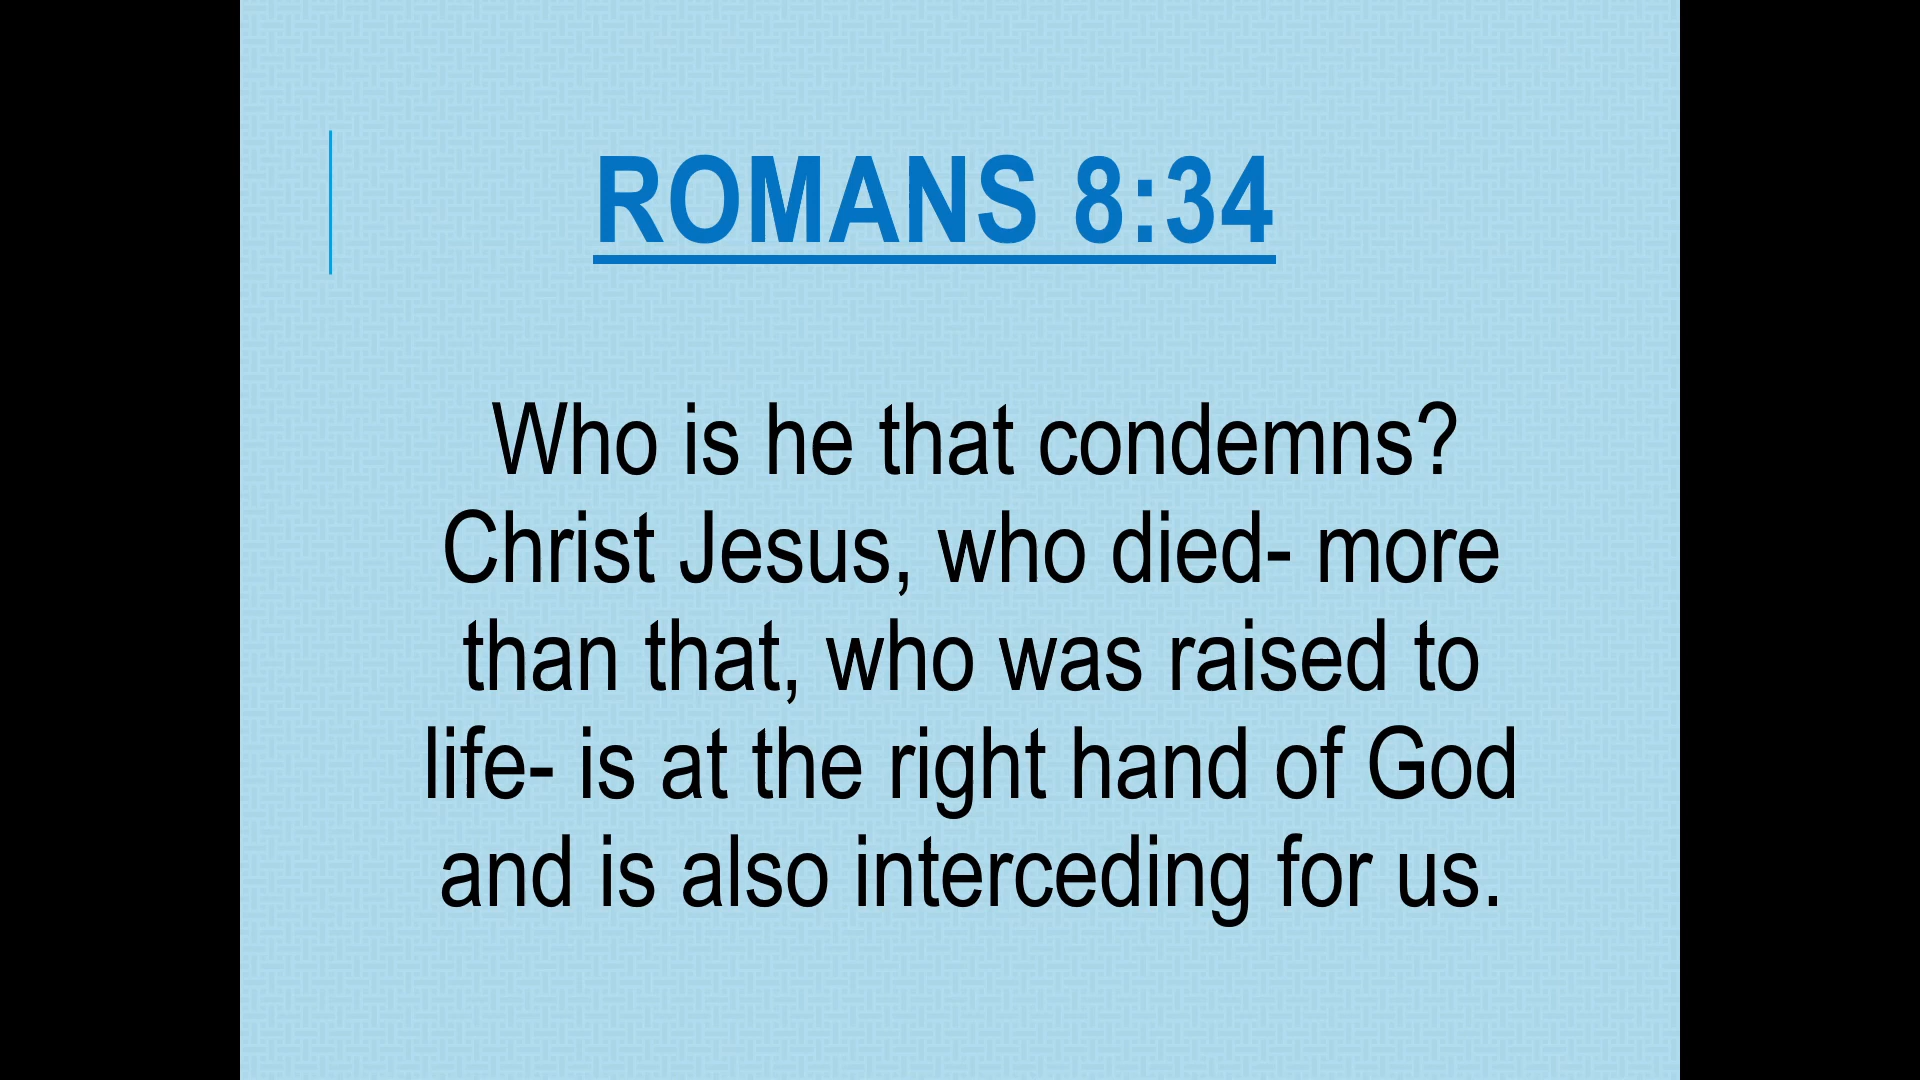 ROMANS 8:34
Who is he that condemns?
Christ Jesus, who died- more
than that, who was raised to
life- is at the right hand of God
and is also interceding for us.